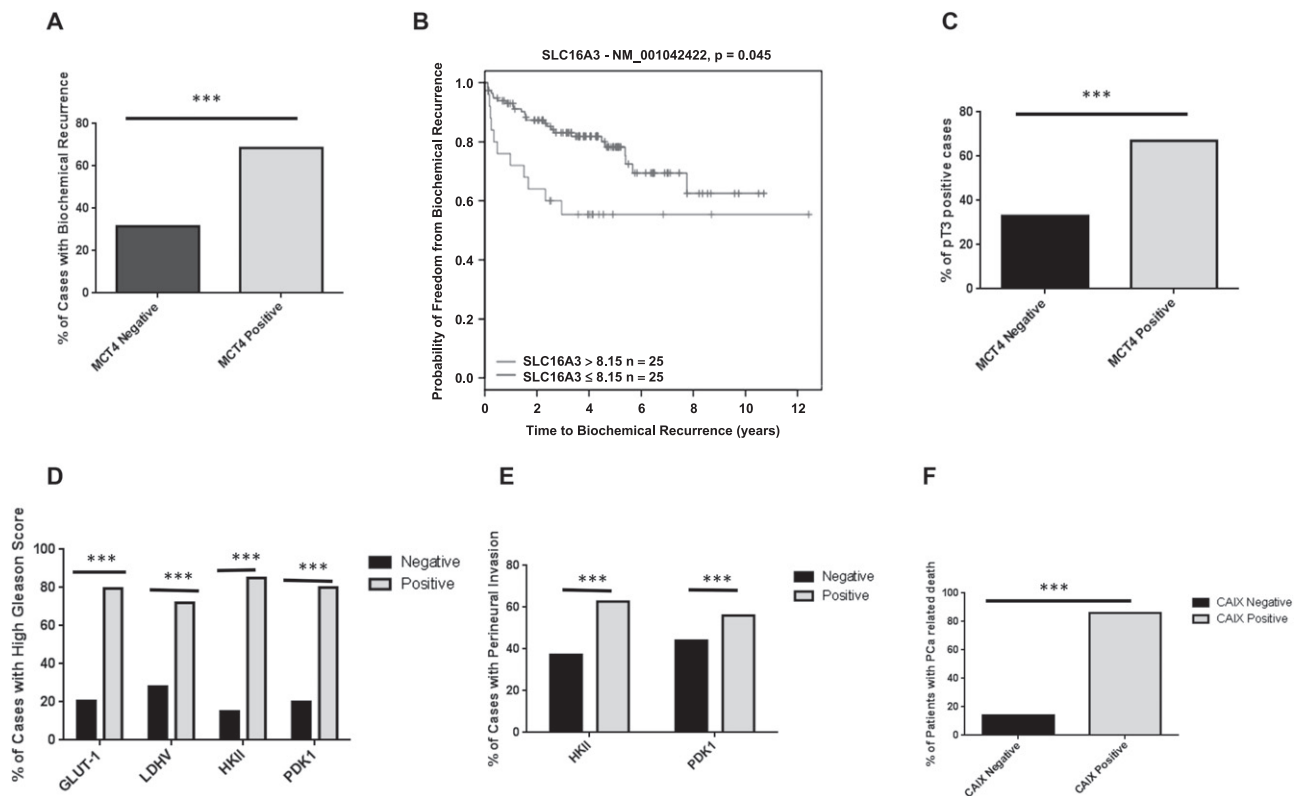 A
% of Cases with Biochemical Recurrence
80
60
40
20
0
***
MCT4 Negative
MCT4 Positive
B
SLC16A3 - NM_001042422, p = 0.045
Probability of Freedom from Biochemical Recurrence
1.0
0.8
0.6
0.4
0.2
0.0
SLC16A3 > 8.15 n = 25
SLC16A3 ≤ 8.15 n = 25
0 2 4 6 8 10 12
Time to Biochemical Recurrence (years)
C
% of pT3 positive cases
80
60
40
20
0
***
MCT4 Negative
MCT4 Positive
D
% of Cases with High Gleason Score
100
80
60
40
20
0
*** *** *** ***
Negative
Positive
GLUT-1 LDHV HKII PDK1
E
% of Cases with Perineural Invasion
80
60
40
20
0
*** ***
Negative
Positive
HKII PDK1
F
% of Patients with PCa related death
100
80
60
40
20
0
***
CAIX Negative
CAIX Positive
CAIX Negative
CAIX Positive